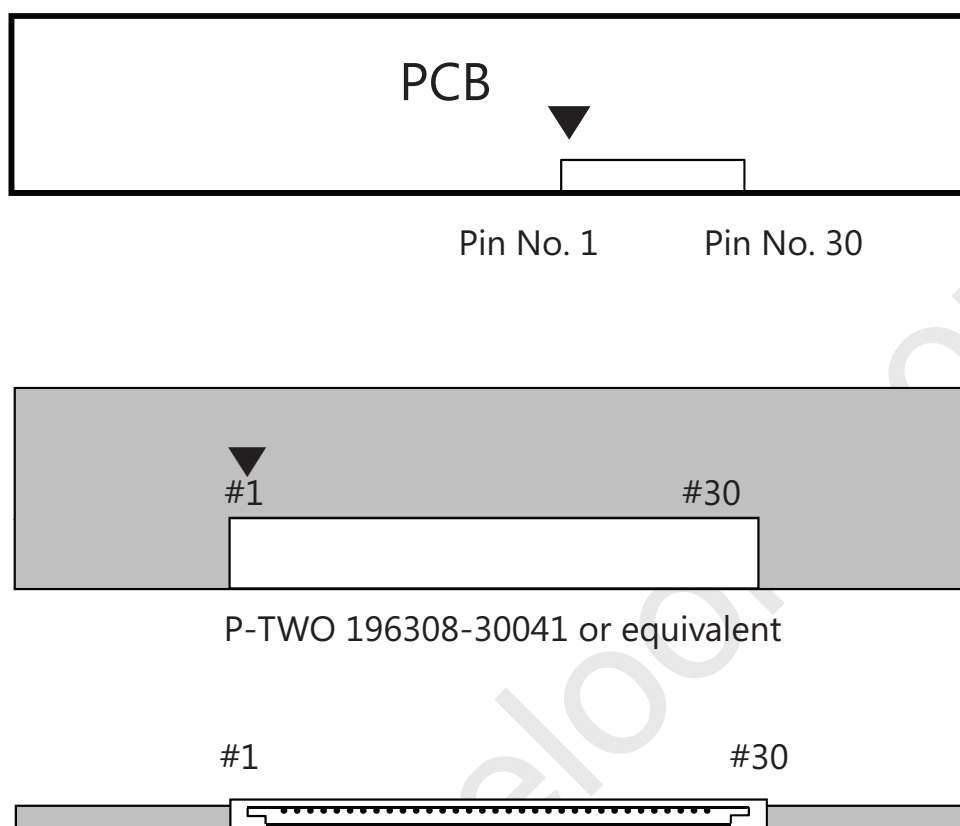 PCB
Pin No. 1 Pin No. 30
#1 #30
P-TWO 196308-30041 or equivalent
#1 #30